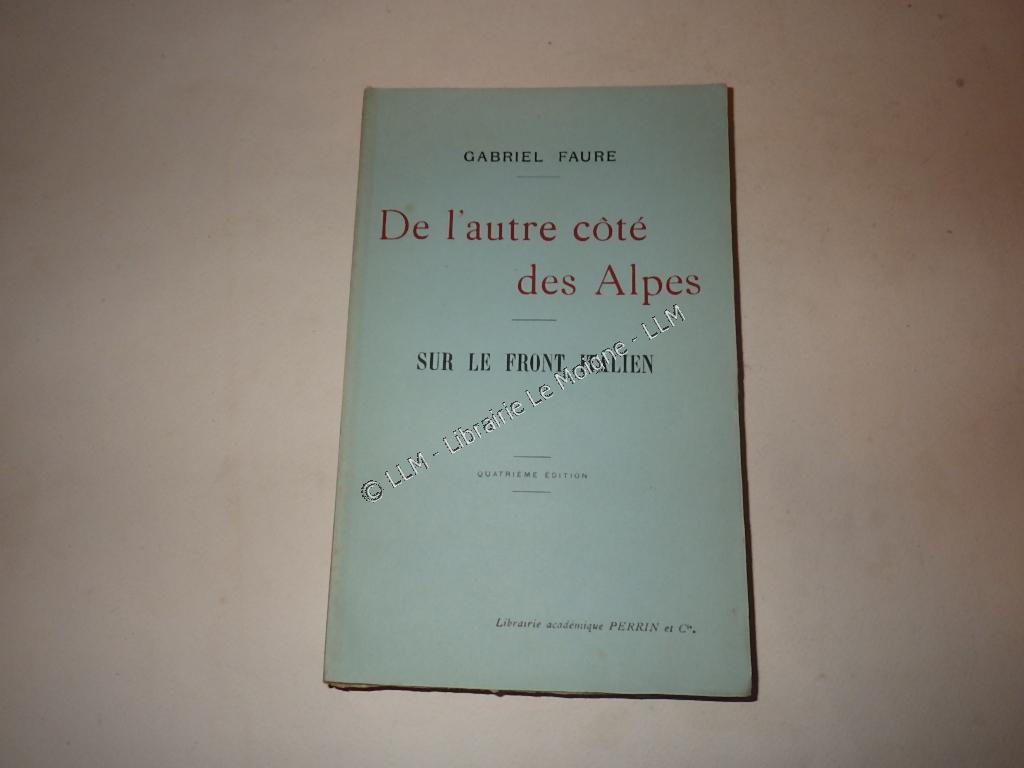 GABRIEL FAURE
De l'autre côté
des Alpes
SUR LE FRONT ITALIEN
© LLM - Librairie Le Moigne - LLM
QUATRIÈME ÉDITION
Librairie académique PERRIN et Cie.